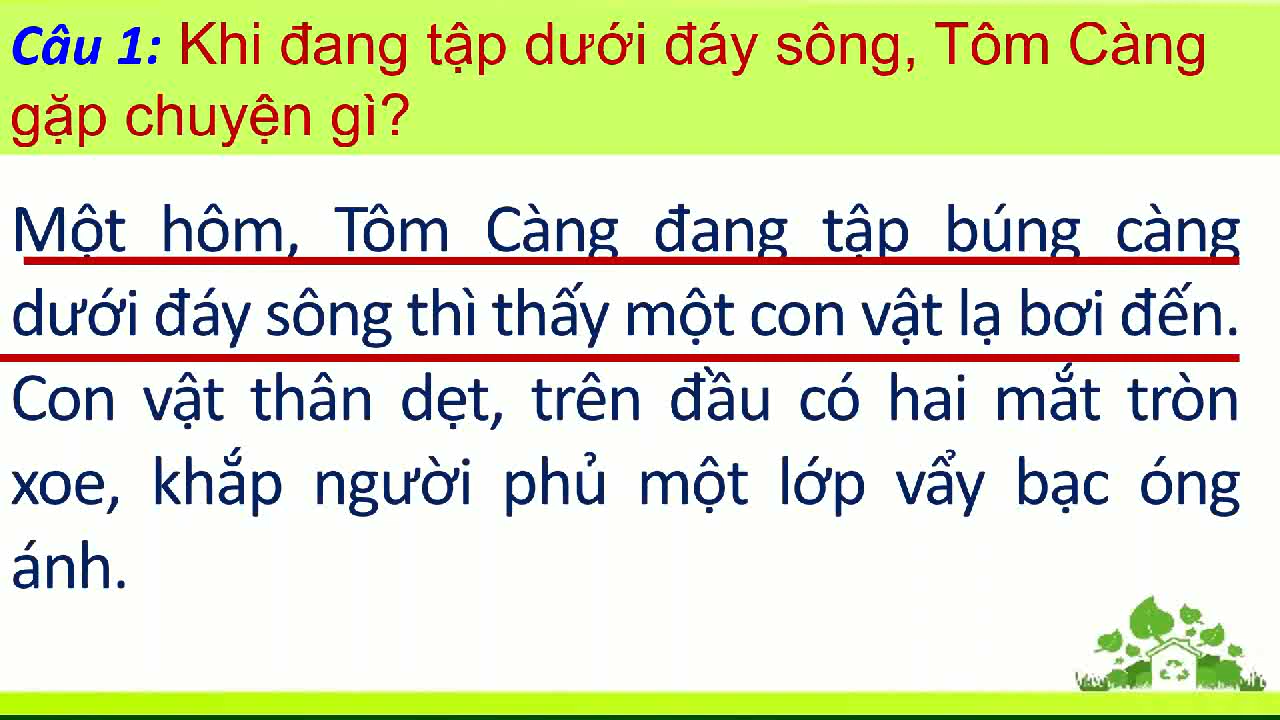 Câu 1: Khi đang tập dưới đáy sông, Tôm Càng
gặp chuyện gì?
Một hôm, Tôm Càng đang tập búng càng
dưới đáy sông thì thấy một con vật lạ bơi đến.
Con vật thân dẹt, trên đầu có hai mắt tròn
xoe, khắp người phủ một lớp vẩy bạc óng
ánh.